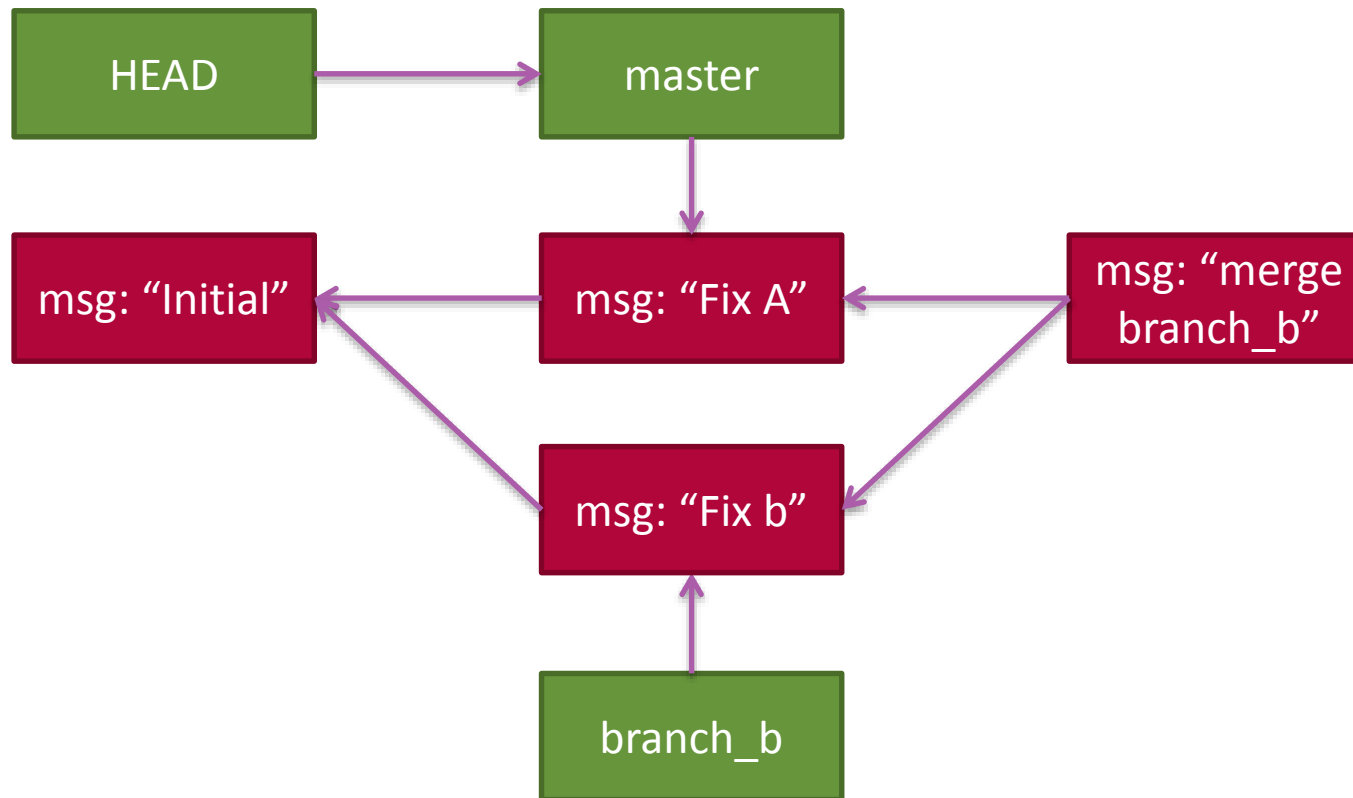 HEAD
master
msg: “Initial”
msg: “Fix A”
msg: “merge
branch_b”
msg: “Fix b”
branch_b